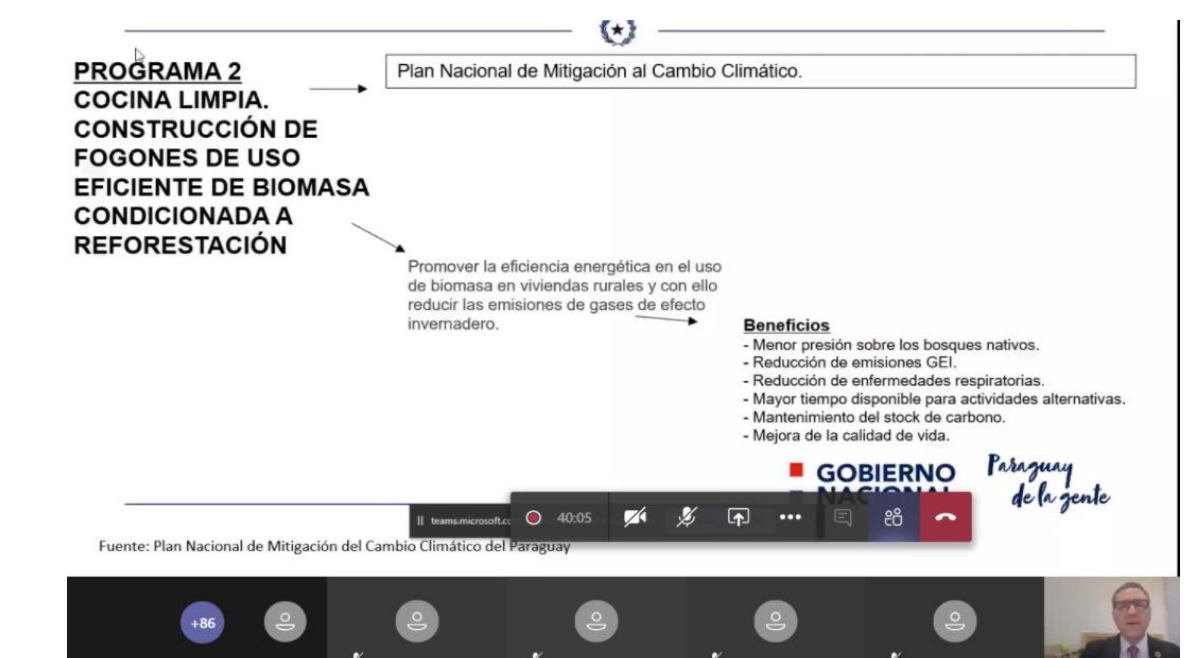 PROGRAMA 2
COCINA LIMPIA.
CONSTRUCCIÓN DE
FOGONES DE USO
EFICIENTE DE BIOMASA
CONDICIONADA A
REFORESTACIÓN
Plan Nacional de Mitigación al Cambio Climático.
Promover la eficiencia energética en el uso
de biomasa en viviendas rurales y con ello
reducir las emisiones de gases de efecto
invernadero.
Beneficios
- Menor presión sobre los bosques nativos.
- Reducción de emisiones GEI.
- Reducción de enfermedades respiratorias.
- Mayor tiempo disponible para actividades alternativas.
- Mantenimiento del stock de carbono.
- Mejora de la calidad de vida.
GOBIERNO
NACIONAL
Paraguay
de la gente
teams.microsoft.co
40:05
Fuente: Plan Nacional de Mitigación del Cambio Climático del Paraguay
+86